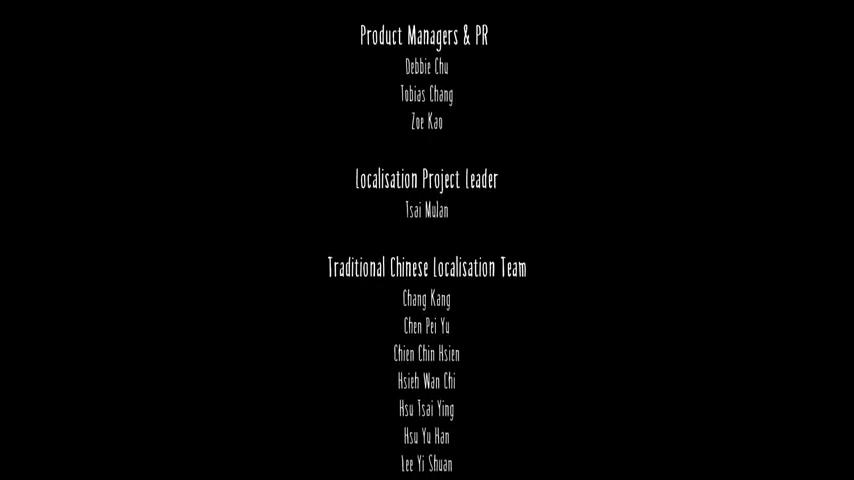 Product Managers & PR
Debbie Chu
Tobias Chang
Zoe Kao
Localisation Project Leader
Tsai Mulan
Traditional Chinese Localisation Team
Chang Kang
Chen Pei Yu
Chien Chin Hsien
Hsieh Wan Chi
Hsu Tsai Ying
Hsu Yu Han
Lee Yi Shuan